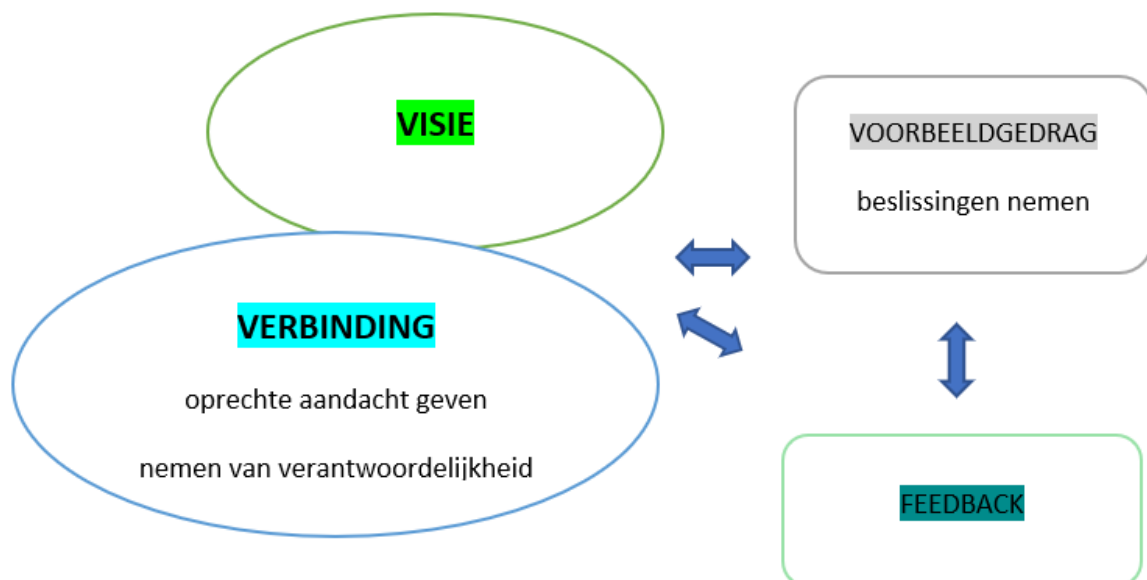 VISIE
VERBINDING
oprechte aandacht geven
nemen van verantwoordelijkheid
VOORBEELDGEDRAG
beslissingen nemen
FEEDBACK